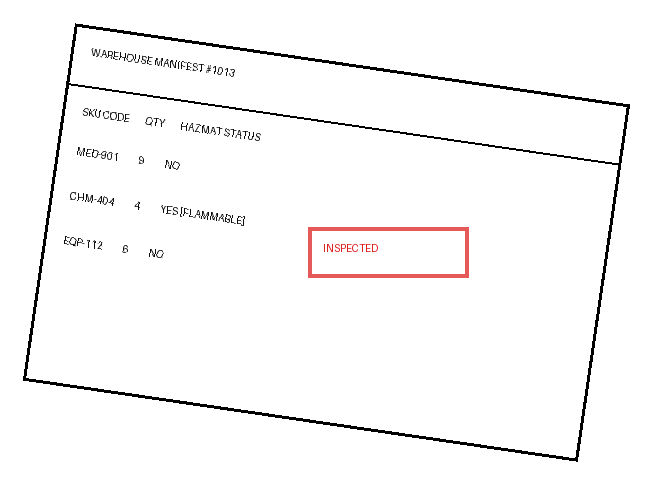 WAREHOUSE MANIFEST #1013
SKU CODE QTY HAZMAT STATUS
MED-901 9 NO
CHM-404 4 YES [FLAMMABLE]
EQP-112 6 NO
INSPECTED